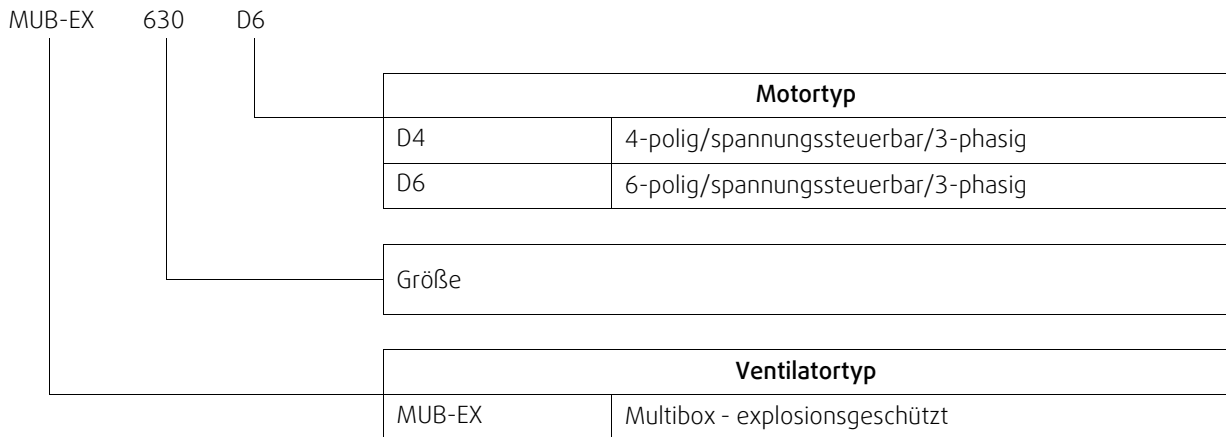 MUB-EX 630 D6
Motortyp
D4 4-polig/spannungssteuerbar/3-phasig
D6 6-polig/spannungssteuerbar/3-phasig
Größe
Ventilatortyp
MUB-EX Multibox - explosionsgeschützt